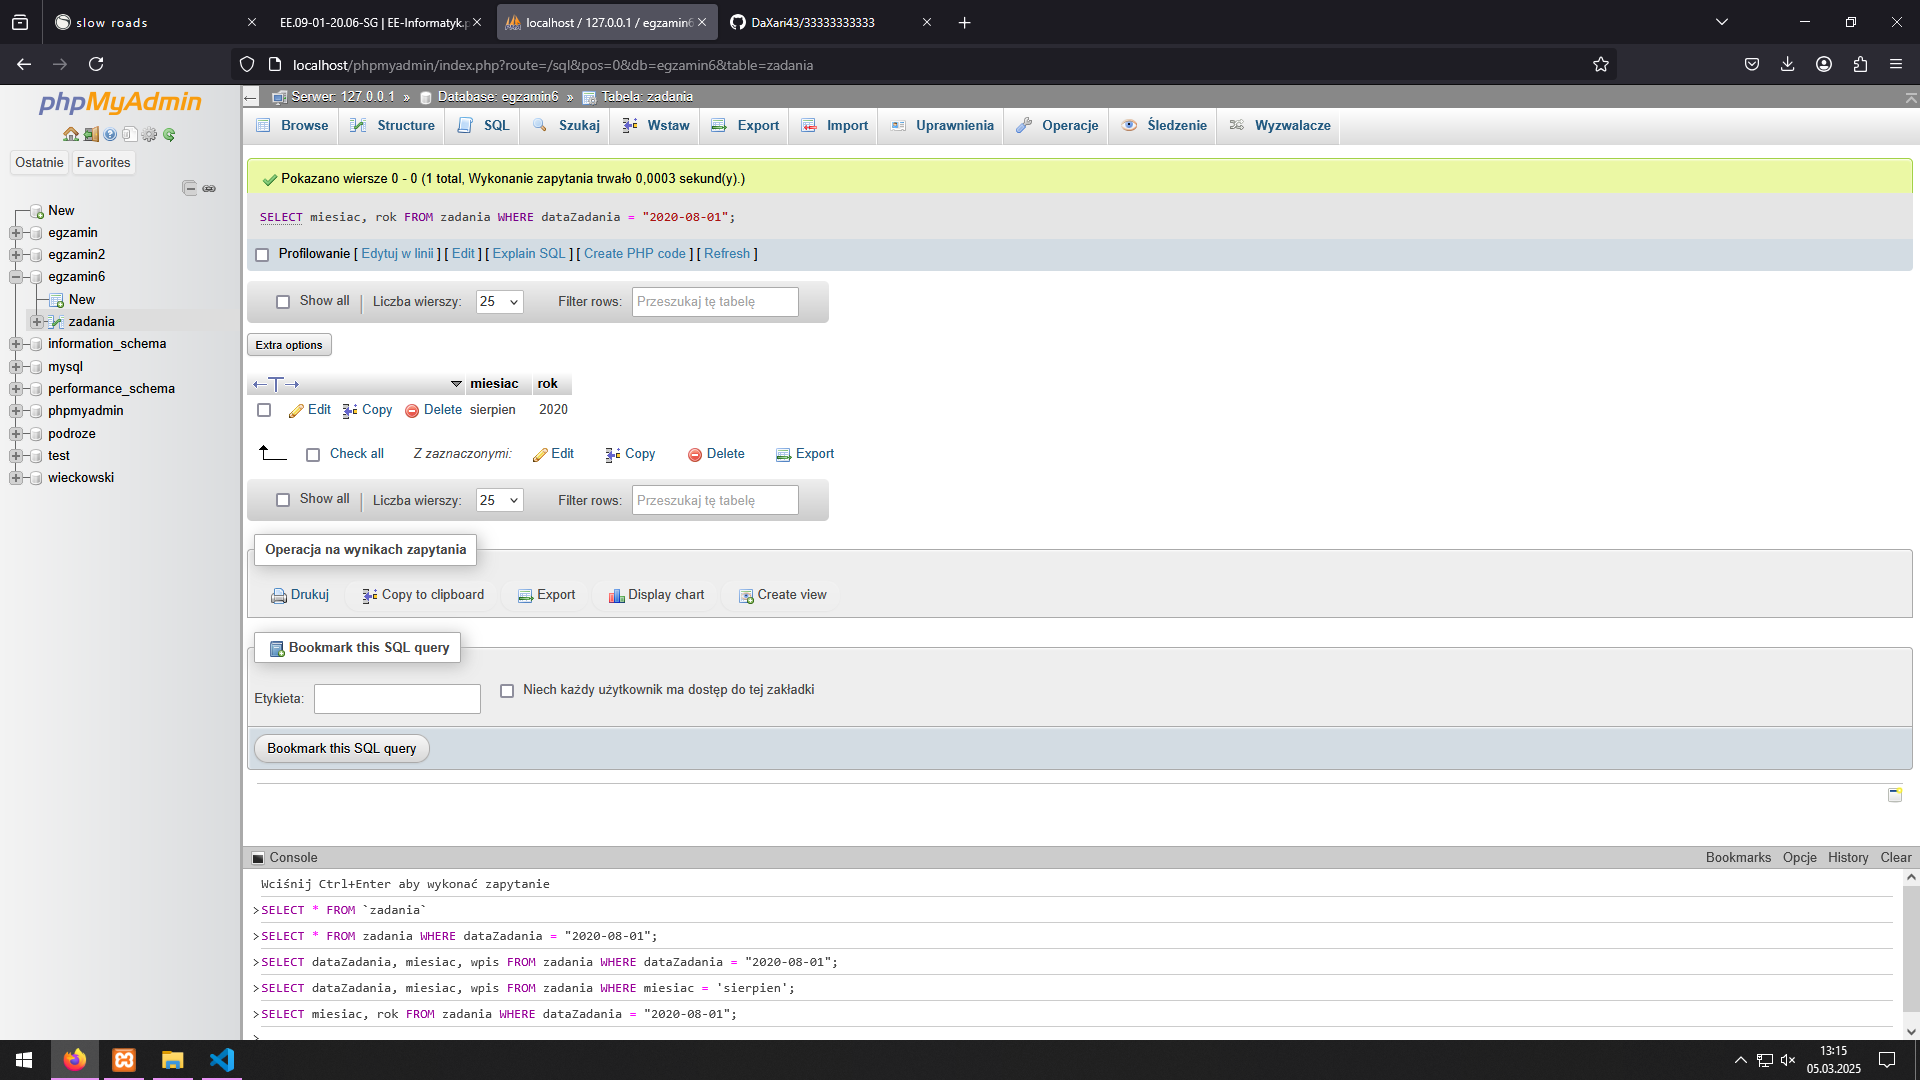 slow roads
EE.09-01-20.06-SG | EE-Informatyk.p
localhost / 127.0.0.1 / egzamin6
DaXari43/33333333333
localhost/phpmyadmin/index.php?route=/sql&pos=0&db=egzamin6&table=zadania
phpMyAdmin
Ostatnie
Favorites
New
egzamin
egzamin2
egzamin6
New
zadania
information_schema
mysql
performance_schema
phpmyadmin
podroze
test
wieckowski
Serwer: 127.0.0.1 » Database: egzamin6 » Tabela: zadania
Browse Structure SQL Szukaj Wstaw Export Import Uprawnienia Operacje Śledzenie Wyzwalacze
Pokazano wiersze 0 - 0 (1 total, Wykonanie zapytania trwało 0,0003 sekund(y).)
SELECT miesiac, rok FROM zadania WHERE dataZadania = "2020-08-01";
Profilowanie [ Edytuj w linii ] [ Edit ] [ Explain SQL ] [ Create PHP code ] [ Refresh ]
Show all | Liczba wierszy: 25 Filter rows: Przeszukaj tę tabelę
Extra options
miesiac rok
Edit Copy Delete sierpien 2020
Check all Z zaznaczonymi: Edit Copy Delete Export
Show all | Liczba wierszy: 25 Filter rows: Przeszukaj tę tabelę
Operacja na wynikach zapytania
Drukuj Copy to clipboard Export Display chart Create view
Bookmark this SQL query
Etykieta: Niech każdy użytkownik ma dostęp do tej zakładki
Bookmark this SQL query
Console Bookmarks Opcje History Clear
Wciśnij Ctrl+Enter aby wykonać zapytanie
>SELECT * FROM `zadania`
>SELECT * FROM zadania WHERE dataZadania = "2020-08-01";
>SELECT dataZadania, miesiac, wpis FROM zadania WHERE dataZadania = "2020-08-01";
>SELECT dataZadania, miesiac, wpis FROM zadania WHERE miesiac = 'sierpien';
>SELECT miesiac, rok FROM zadania WHERE dataZadania = "2020-08-01";
>
13:15
05.03.2025